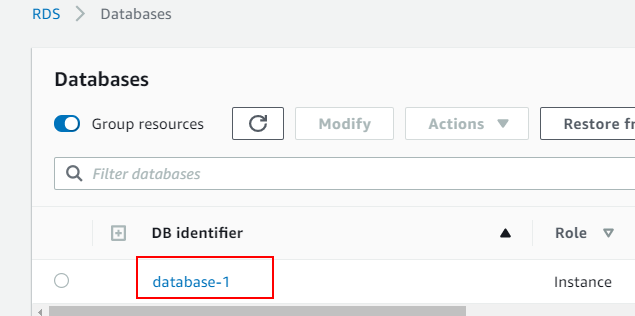 RDS > Databases
Databases
Group resources Modify Actions Restore fr
Filter databases
DB identifier Role
database-1 Instance